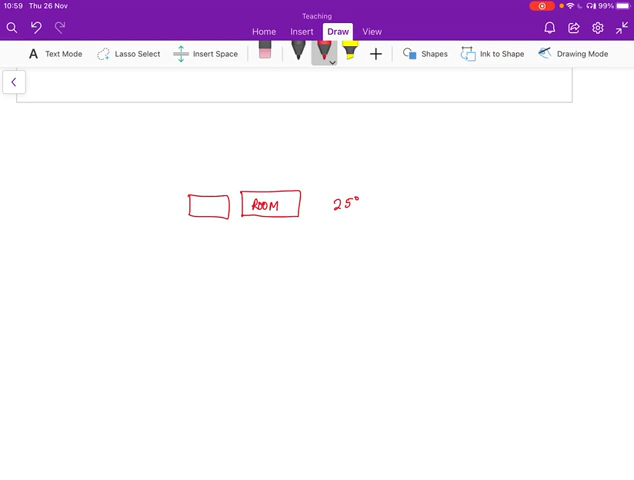 10:59 Thu 26 Nov 99%
Teaching
Home Insert Draw View
A Text Mode Lasso Select Insert Space Shapes Ink to Shape Drawing Mode
ROOM 25°